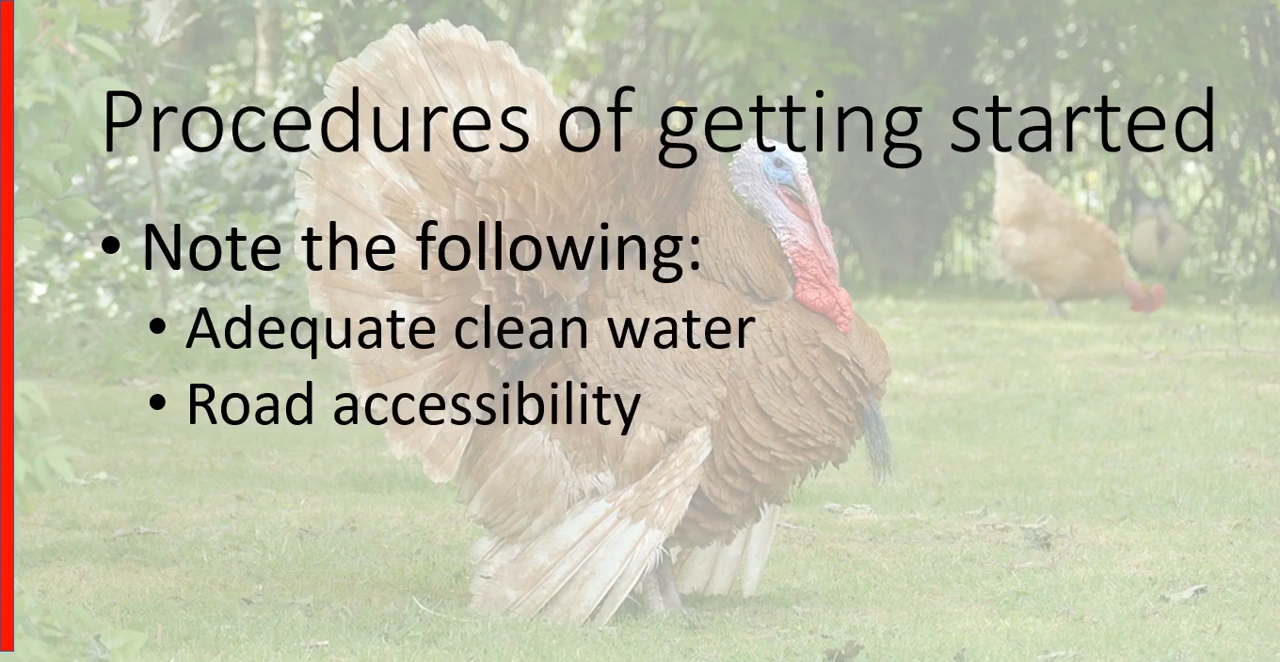 Procedures of getting started
• Note the following:
• Adequate clean water
• Road accessibility